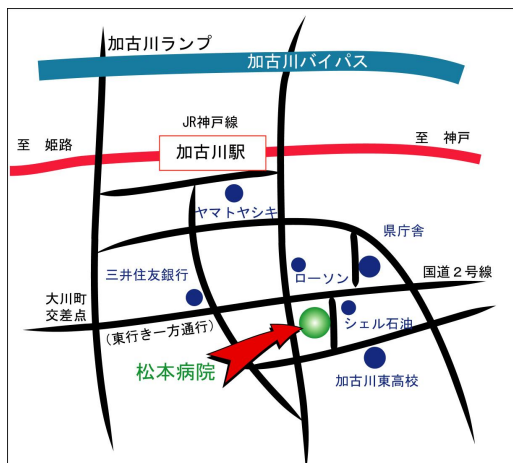 加古川ランプ
加古川バイパス
JR神戸線
至　姫路
加古川駅
至　神戸
ヤマトヤシキ
県庁舎
三井住友銀行
ローソン
国道２号線
大川町
交差点
シェル石油
（東行き一方通行）
松本病院
加古川東高校